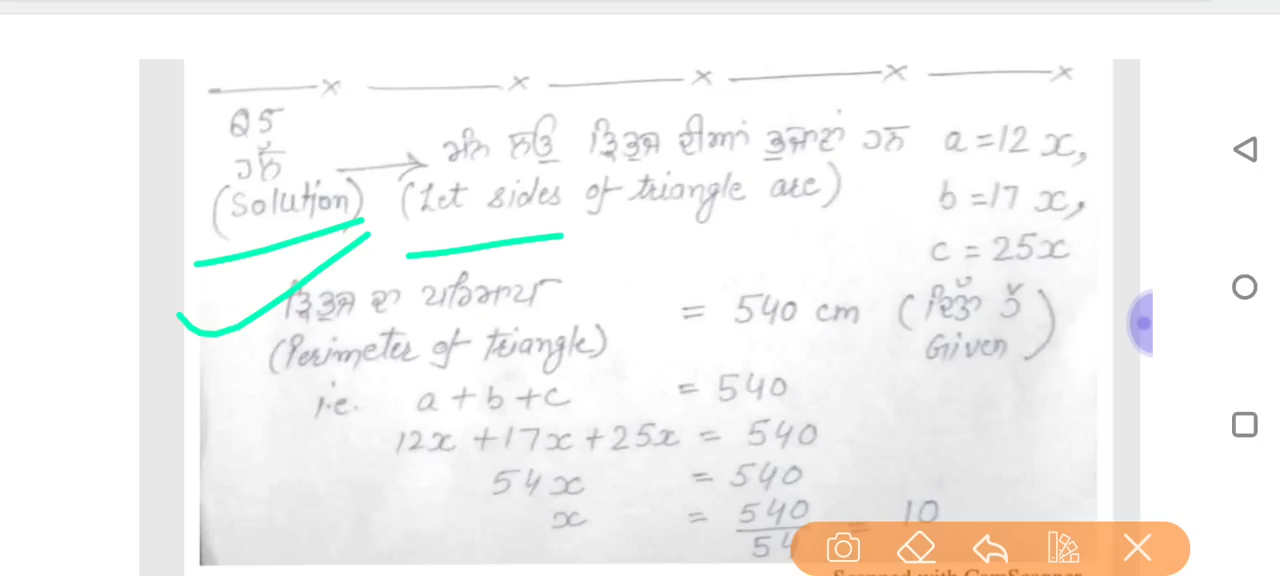 Q5
ਹੱਲ
(Solution)
ਮੰਨ ਲਉ ਤ੍ਰਿਭੁਜ ਦੀਆਂ ਭੁਜਾਵਾਂ ਹਨ a = 12x,
(Let sides of triangle are) b = 17x,
c = 25x
ਤ੍ਰਿਭੁਜ ਦਾ ਪਰਿਮਾਪ
(Perimeter of triangle) = 540 cm (ਦਿੱਤਾ ਹੈ Given)
i.e. a + b + c = 540
12x + 17x + 25x = 540
54x = 540
x = 540/54 = 10